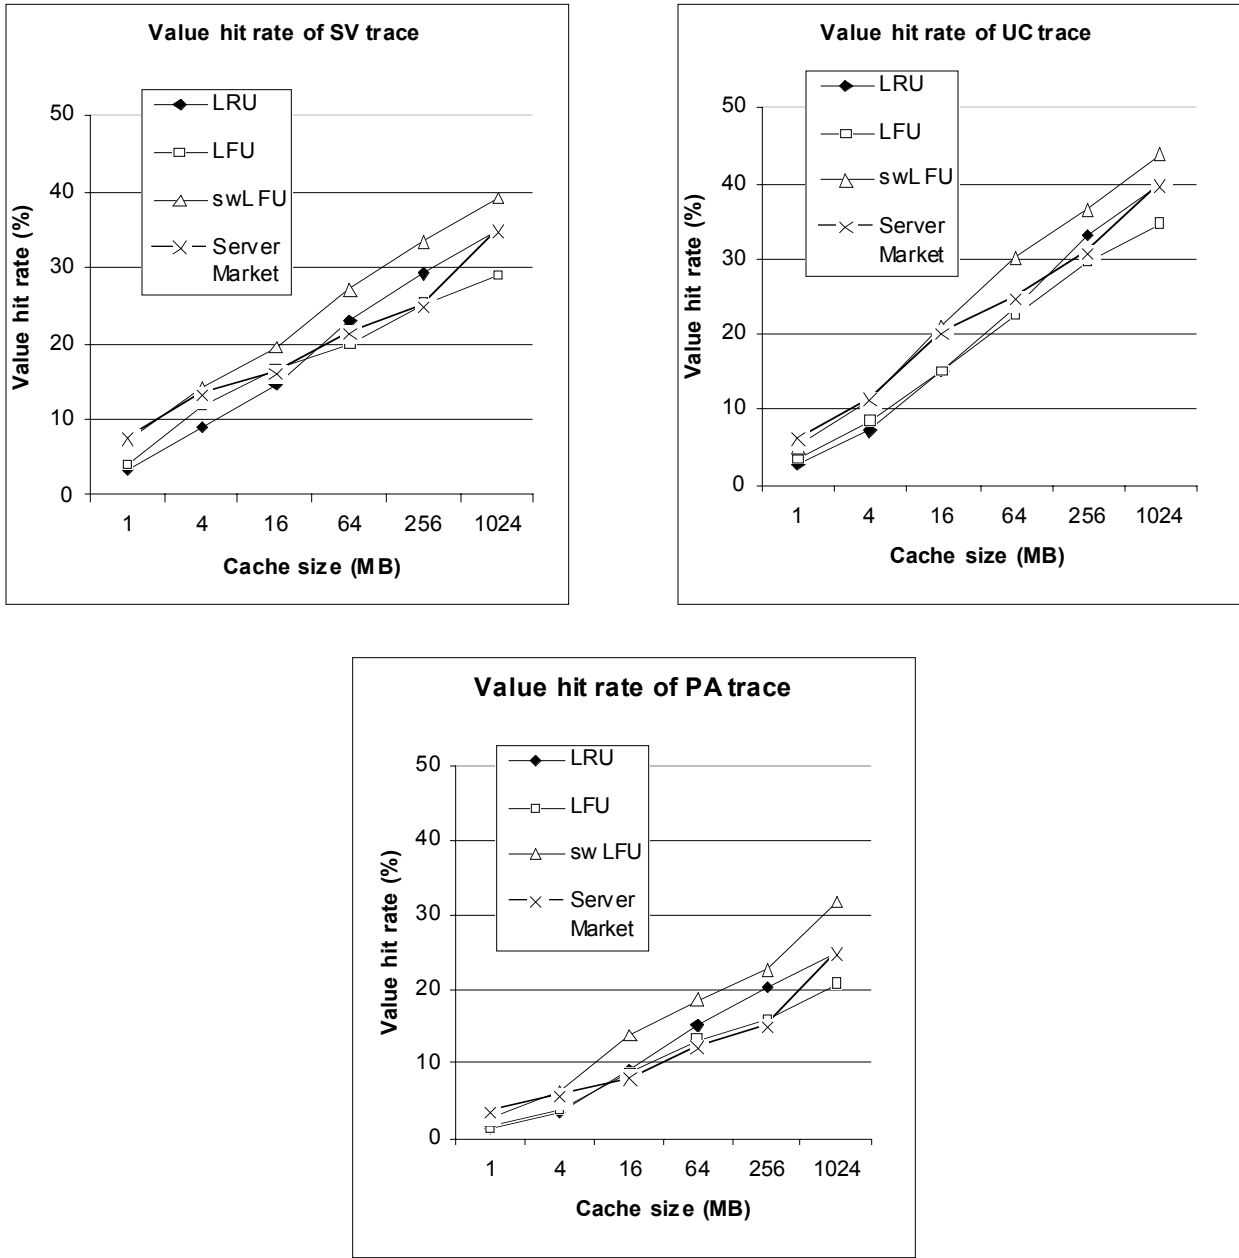 Value hit rate of SV trace
LRU
LFU
swLFU
Server
Market
50
40
30
20
10
0
Value hit rate (%)
1 4 16 64 256 1024
Cache size (MB)
Value hit rate of UC trace
LRU
LFU
swLFU
Server
Market
50
40
30
20
10
0
Value hit rate (%)
1 4 16 64 256 1024
Cache size (MB)
Value hit rate of PA trace
LRU
LFU
sw LFU
Server
Market
50
40
30
20
10
0
Value hit rate (%)
1 4 16 64 256 1024
Cache size (MB)